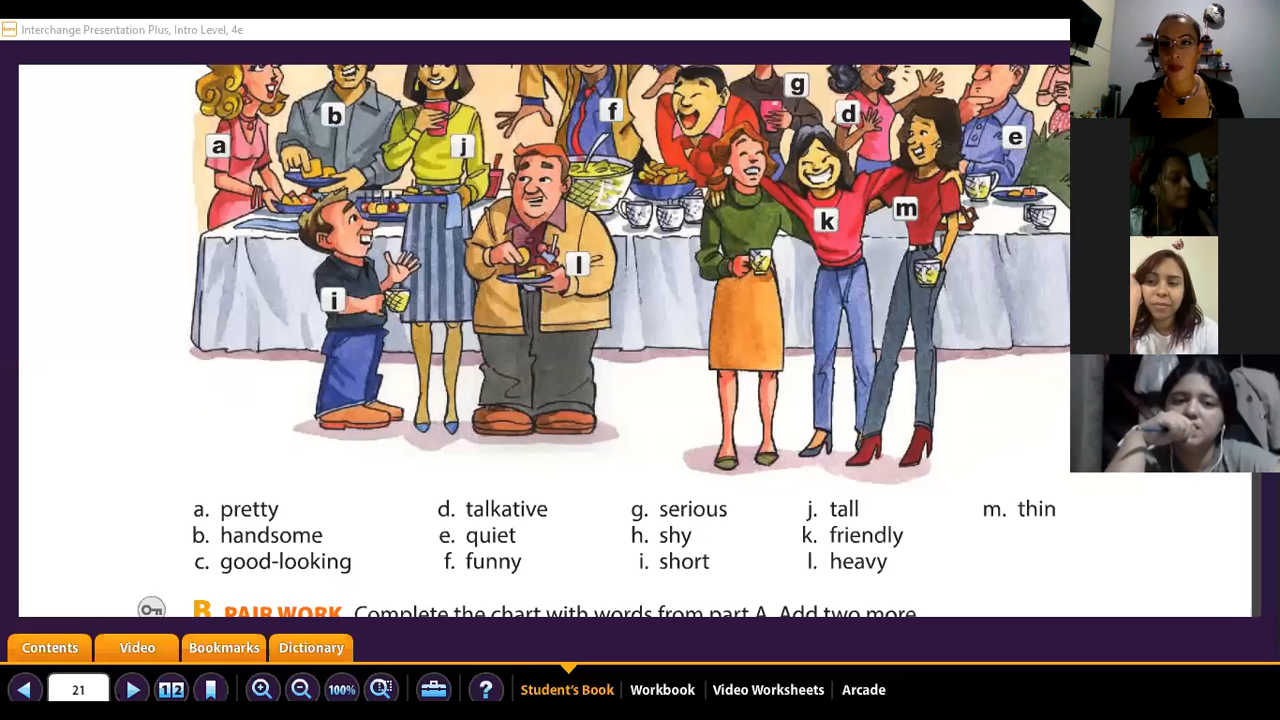 Interchange Presentation Plus, Intro Level, 4e
g
a
b
j
f
d
e
i
l
k
m
a. pretty
b. handsome
c. good-looking
d. talkative
e. quiet
f. funny
g. serious
h. shy
i. short
j. tall
k. friendly
l. heavy
m. thin
B PAIR WORK Complete the chart with words from part A. Add two more
Contents
Video
Bookmarks
Dictionary
21
1 2
100%
?
Student's Book
Workbook
Video Worksheets
Arcade